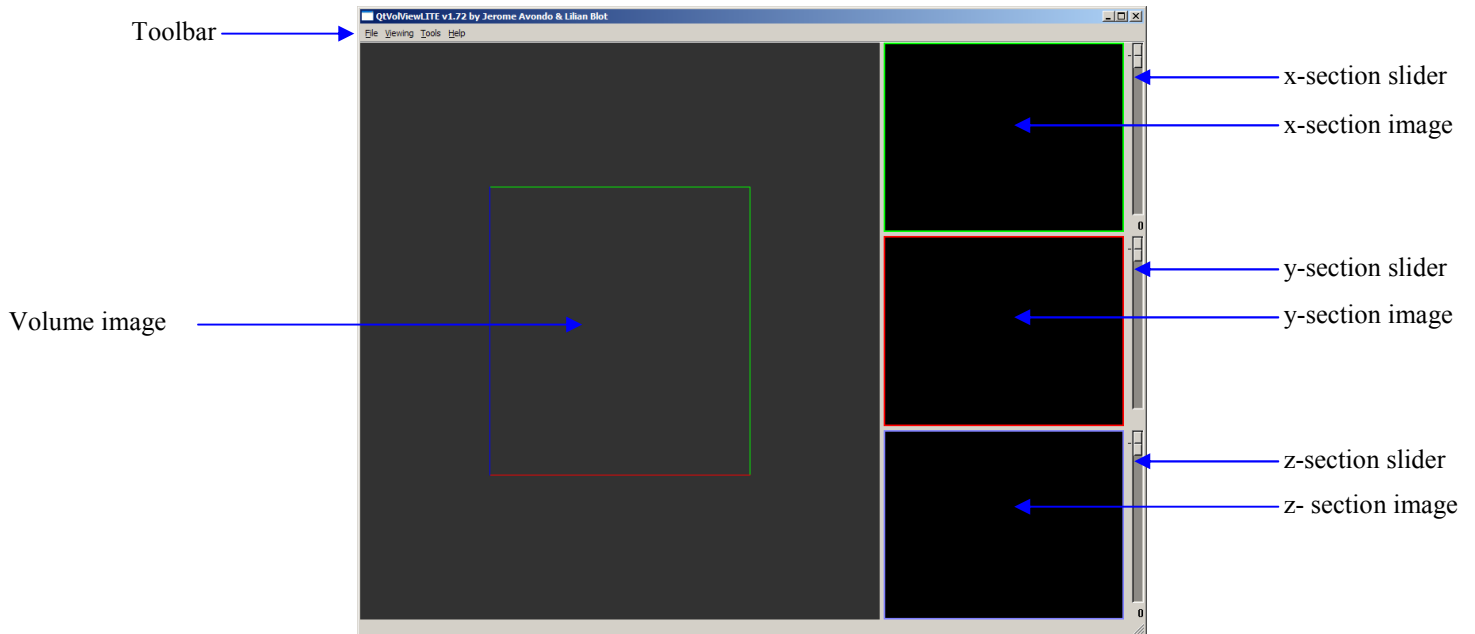 QtVolViewLITE v1.72 by Jerome Avondo & Lilian Blot
Toolbar
File Viewing Tools Help
x-section slider
x-section image
0
y-section slider
Volume image
y-section image
z-section slider
z- section image
0